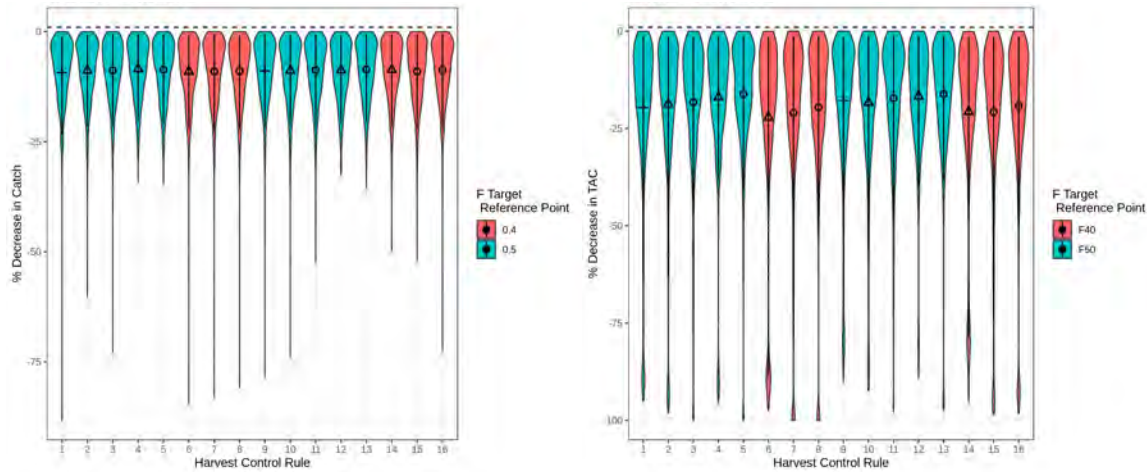 0
-25
-50
-75
% Decrease in Catch
1 2 3 4 5 6 7 8 9 10 11 12 13 14 15 16
Harvest Control Rule
F Target
Reference Point
0.4
0.5
0
-25
-50
-75
100
% Decrease in TAC
1 2 3 4 5 6 7 8 9 10 11 12 13 14 15 16
Harvest Control Rule
F Target
Reference Point
F40
F50